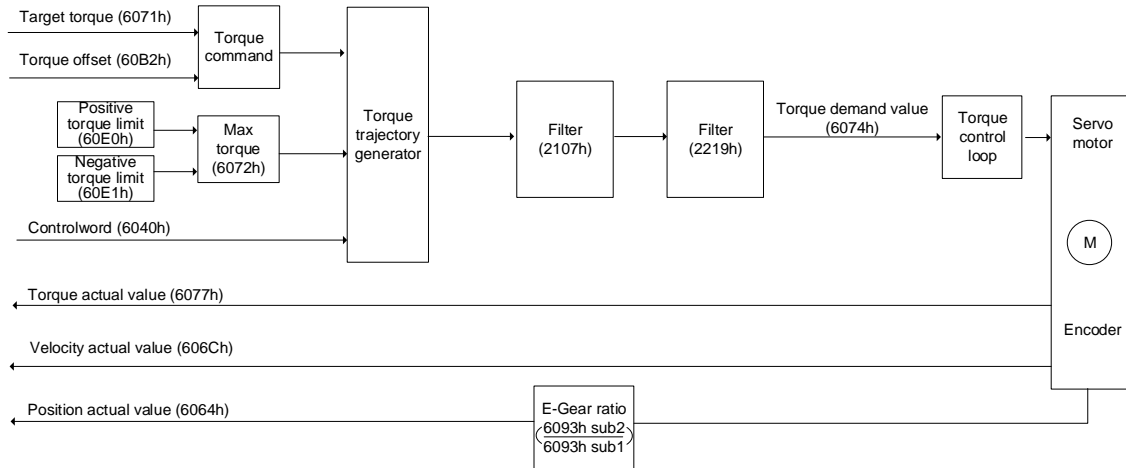 Target torque (6071h)
Torque offset (60B2h)
Torque
command
Positive
torque limit
(60E0h)
Negative
torque limit
(60E1h)
Max
torque
(6072h)
Controlword (6040h)
Torque
trajectory
generator
Filter
(2107h)
Filter
(2219h)
Torque demand value
(6074h)
Torque
control
loop
Servo
motor
M
Encoder
Torque actual value (6077h)
Velocity actual value (606Ch)
Position actual value (6064h)
E-Gear ratio
(6093h sub2
6093h sub1)